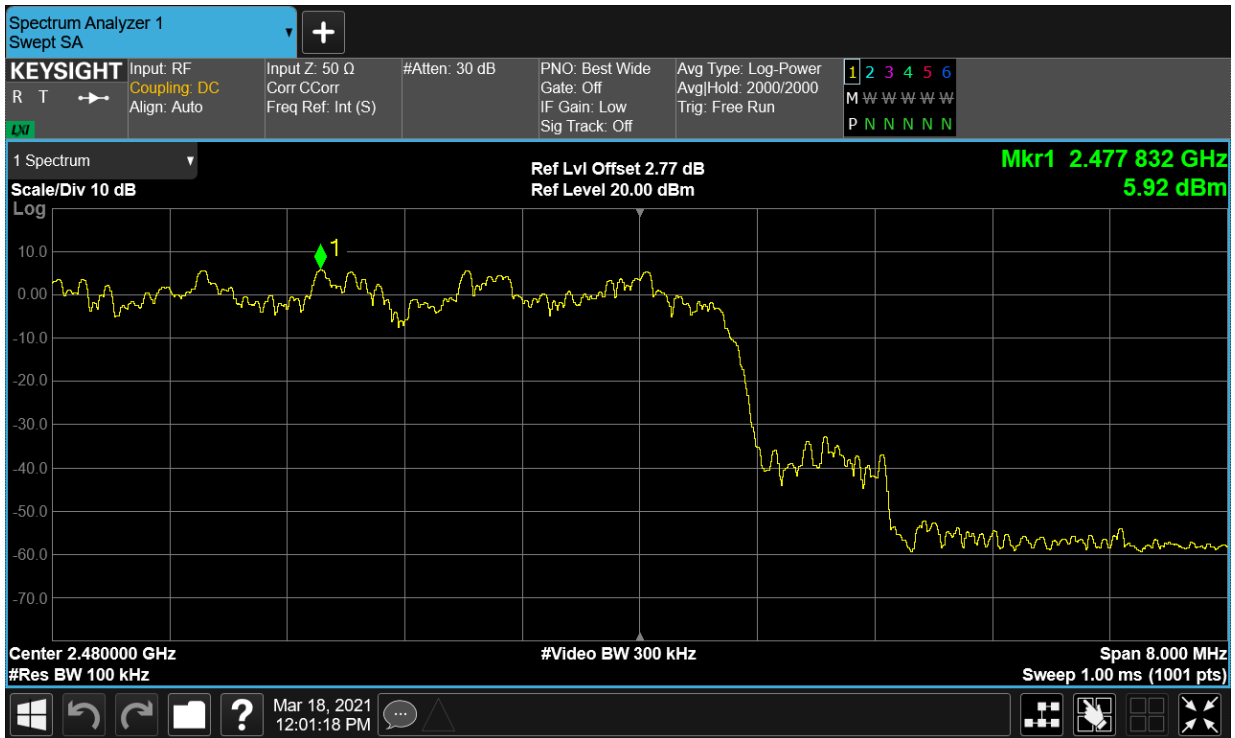 Spectrum Analyzer 1
Swept SA
KEYSIGHT
R T
LXI
Input: RF
Coupling: DC
Align: Auto
Input Z: 50 Ω
Corr CCorr
Freq Ref: Int (S)
#Atten: 30 dB
PNO: Best Wide
Gate: Off
IF Gain: Low
Sig Track: Off
Avg Type: Log-Power
Avg|Hold: 2000/2000
Trig: Free Run
1 2 3 4 5 6
M W W W W W
P N N N N N
1 Spectrum
Scale/Div 10 dB
Log
Ref Lvl Offset 2.77 dB
Ref Level 20.00 dBm
Mkr1 2.477 832 GHz
5.92 dBm
1
10.0
0.00
-10.0
-20.0
-30.0
-40.0
-50.0
-60.0
-70.0
Center 2.480000 GHz
#Res BW 100 kHz
#Video BW 300 kHz
Span 8.000 MHz
Sweep 1.00 ms (1001 pts)
?
Mar 18, 2021
12:01:18 PM